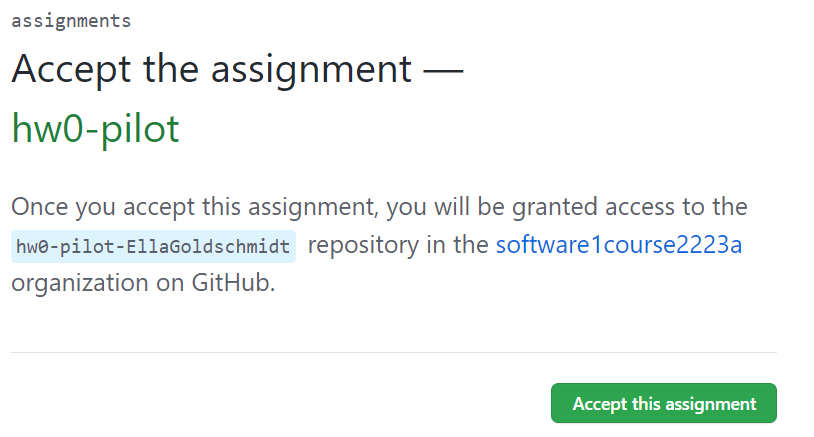 assignments
Accept the assignment —
hw0-pilot
Once you accept this assignment, you will be granted access to the
hw0-pilot-EllaGoldschmidt repository in the software1course2223a
organization on GitHub.
Accept this assignment